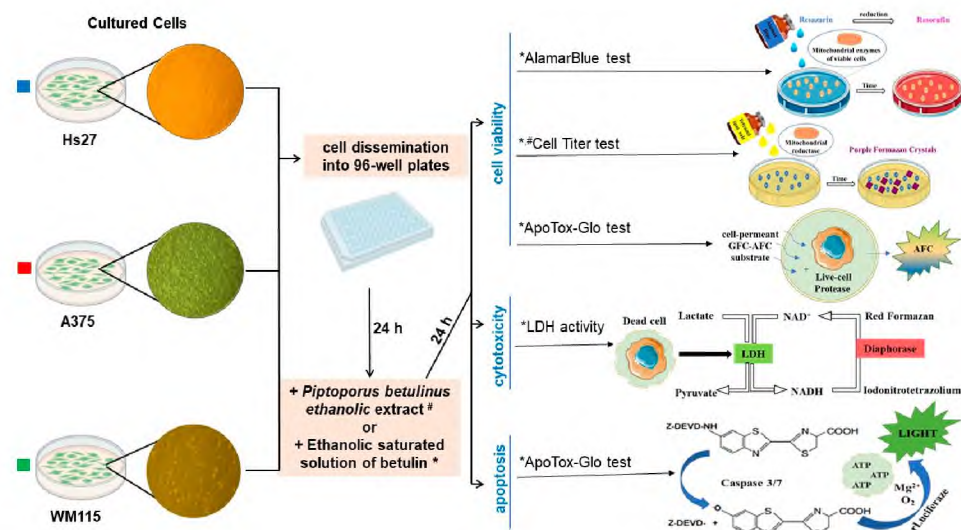 Cultured Cells
Hs27
A375
WM115
cell dissemination
into 96-well plates
24 h
24 h
+ Piptoporus betulinus
ethanolic extract #
or
+ Ethanolic saturated
solution of betulin *
cell viability
*AlamarBlue test
Resazurin
reduction
Resorufin
Mitochondrial enzymes
of viable cells
Time
*,#Cell Titer test
Mitochondrial
reductase
Purple Formazan Crystals
Time
*ApoTox-Glo test
cell-permeant
GFC-AFC
substrate
Live-cell
Protease
AFC
cytotoxicity
*LDH activity
Dead cell
Lactate
NAD+
Red Formazan
LDH
Diaphorase
Pyruvate
NADH
Iodonitrotetrazolium
apoptosis
*ApoTox-Glo test
Z-DEVD-NH
N
N
COOH
S
S
Caspase 3/7
LIGHT
ATP
ATP
ATP
Mg2+
O2
Luciferaze
Z-DEVD-
+
N
N
COOH